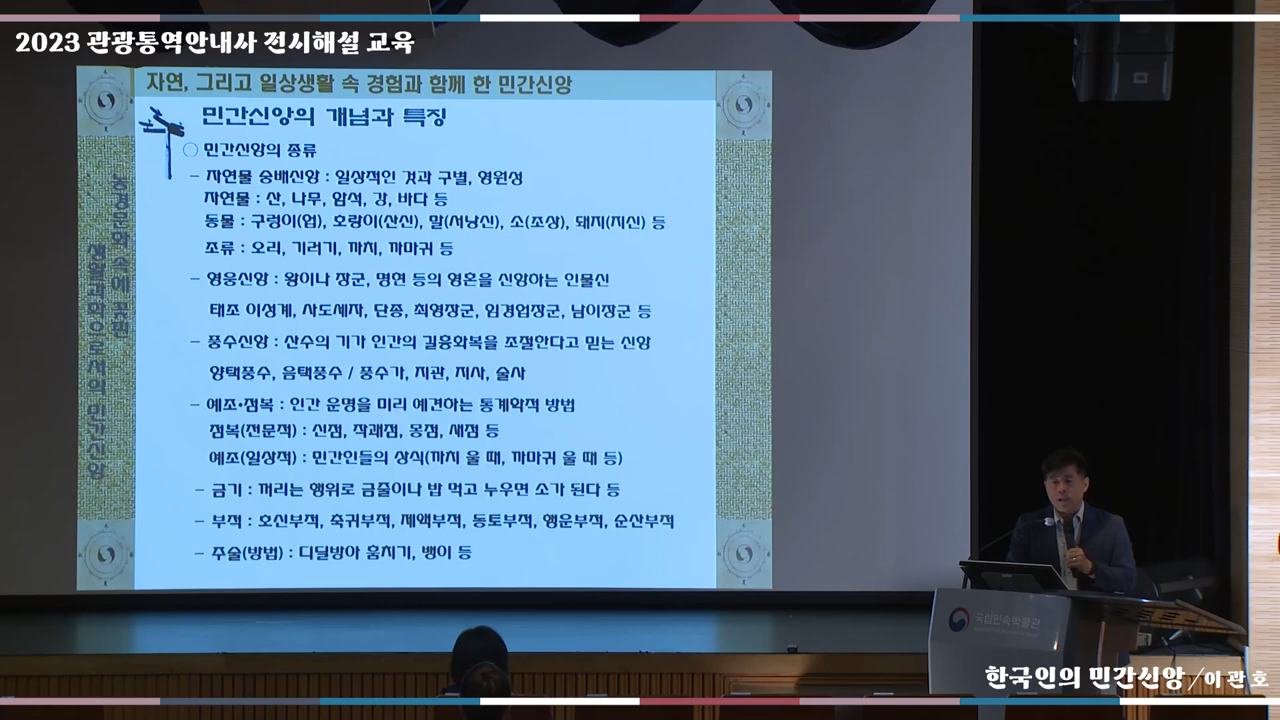 2023 관광통역안내사 전시해설 교육
자연, 그리고 일상생활 속 경험과 함께 한 민간신앙
민간신앙의 개념과 특징
○ 민간신앙의 종류
– 자연물 숭배신앙 : 일상적인 것과 구별, 영원성
자연물 : 산, 나무, 암석, 강, 바다 등
동물 : 구렁이(업), 호랑이(산신), 말(서낭신), 소(조상), 돼지(지신) 등
조류 : 오리, 기러기, 까치, 까마귀 등
– 영웅신앙 : 왕이나 장군, 명현 등의 영혼을 신앙하는 인물신
태조 이성계, 사도세자, 단종, 최영장군, 임경업장군, 남이장군 등
– 풍수신앙 : 산수의 기가 인간의 길흉화복을 조절한다고 믿는 신앙
양택풍수, 음택풍수 / 풍수가, 지관, 지사, 술사
– 예조•점복 : 인간 운명을 미리 예견하는 통계학적 방법
점복(전문적) : 신점, 작괘점, 몽점, 새점 등
예조(일상적) : 민간인들의 상식(까치 울 때, 까마귀 울 때 등)
– 금기 : 꺼리는 행위로 금줄이나 밥 먹고 누우면 소가 된다 등
– 부적 : 호신부적, 축귀부적, 제액부적, 동토부적, 행운부적, 순산부적
– 주술(방법) : 디딜방아 훔치기, 뱅이 등
국립민속박물관
한국인의 민간신앙/이관호